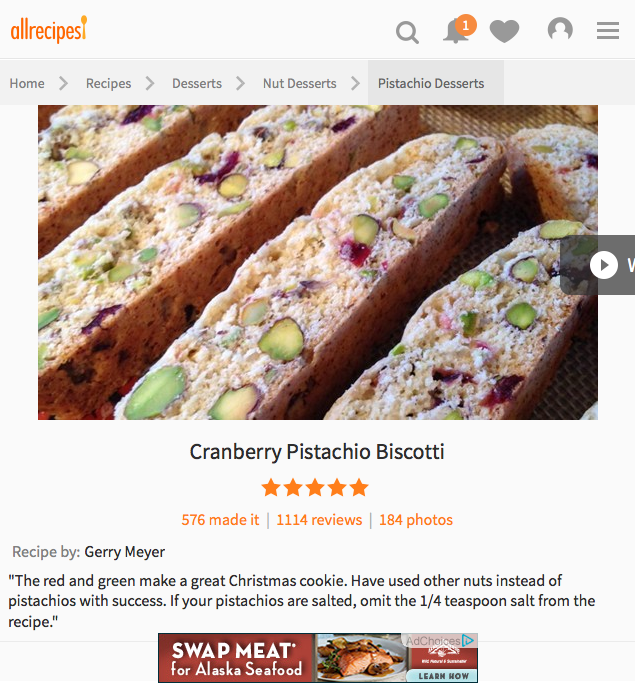 allrecipes
1
Home Recipes Desserts Nut Desserts Pistachio Desserts
W
Cranberry Pistachio Biscotti
576 made it | 1114 reviews | 184 photos
Recipe by: Gerry Meyer
"The red and green make a great Christmas cookie. Have used other nuts instead of
pistachios with success. If your pistachios are salted, omit the 1/4 teaspoon salt from the
recipe."
SWAP MEAT*
for Alaska Seafood
AdChoices
Wild, Natural & Sustainable
LEARN NOW